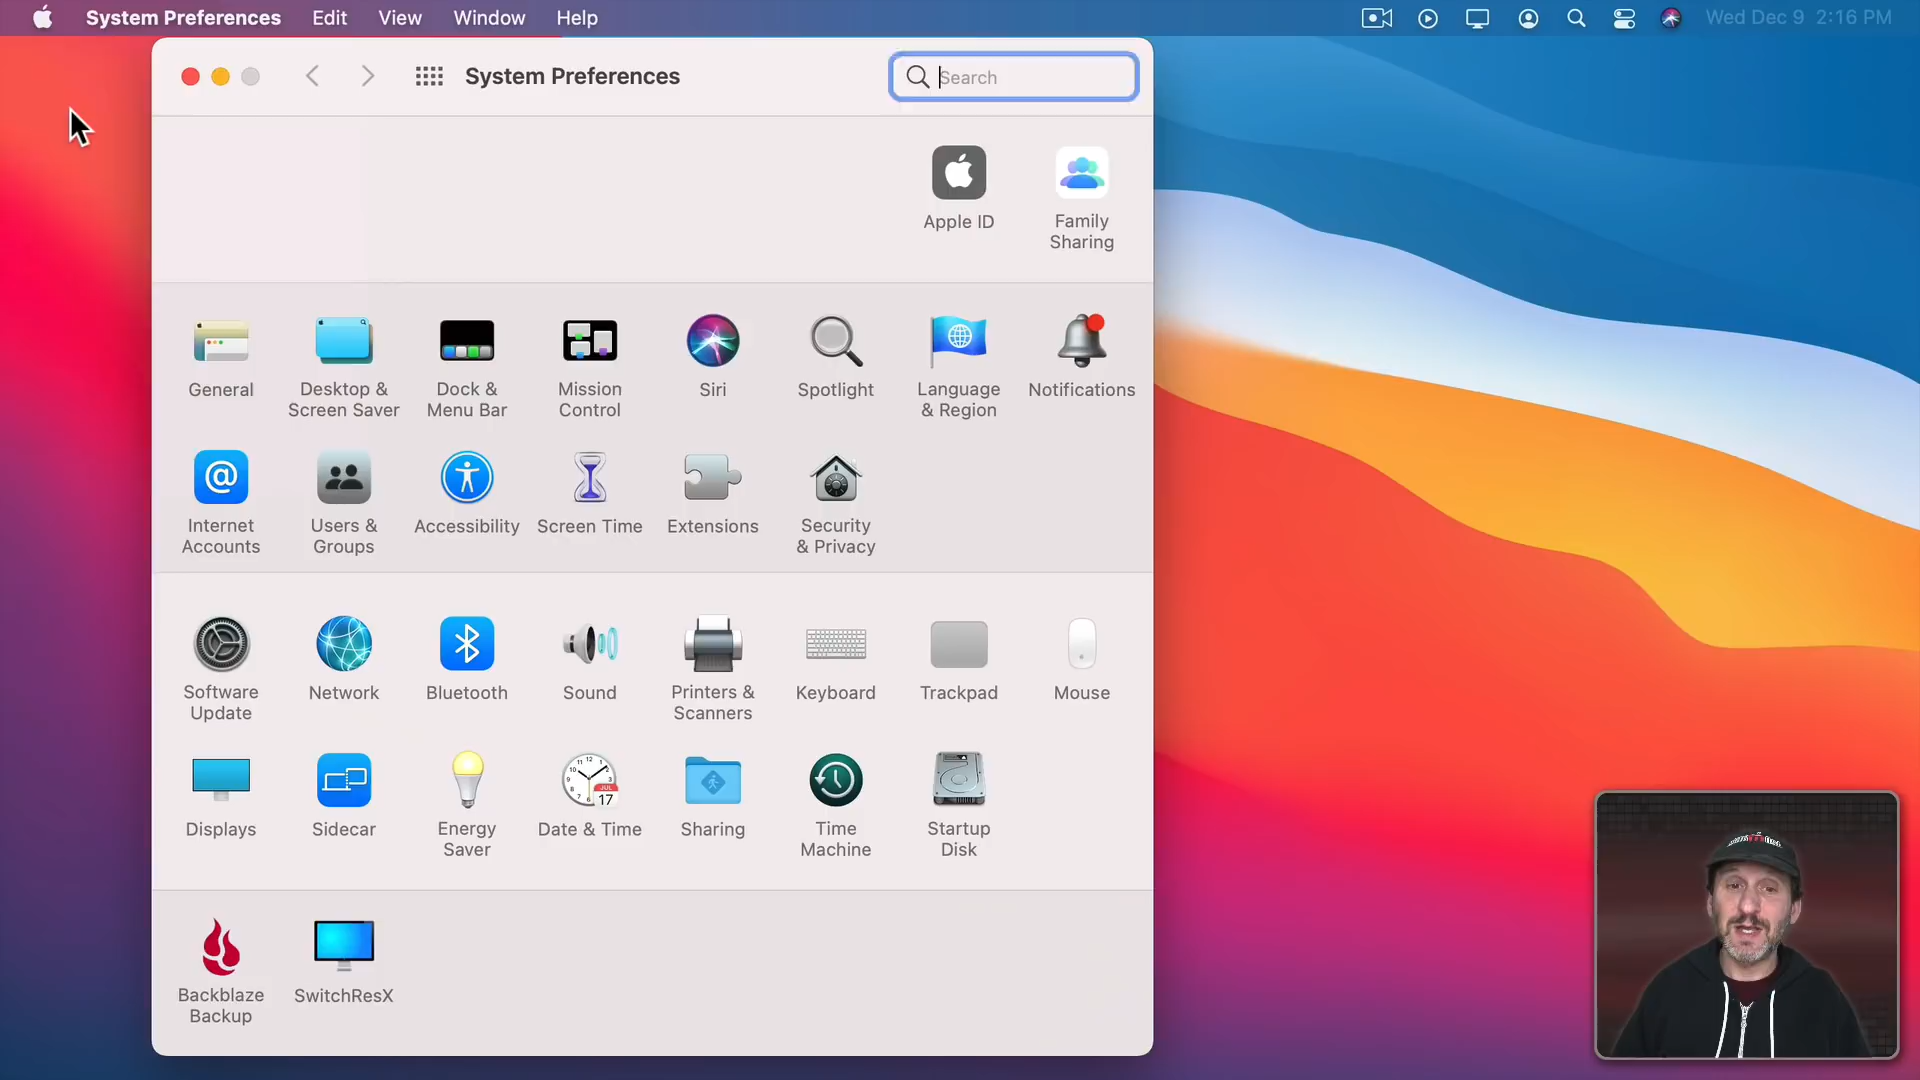 System Preferences Edit View Window Help Wed Dec 9 2:16 PM
System Preferences Search
Apple ID Family
Sharing
General Desktop & Dock & Mission Siri Spotlight Language Notifications
Screen Saver Menu Bar Control & Region
Internet Users & Accessibility Screen Time Extensions Security
Accounts Groups & Privacy
Software Network Bluetooth Sound Printers & Keyboard Trackpad Mouse
Update Scanners
12
JUL
17
Displays Sidecar Energy Date & Time Sharing Time Startup
Saver Machine Disk
Backblaze SwitchResX
Backup